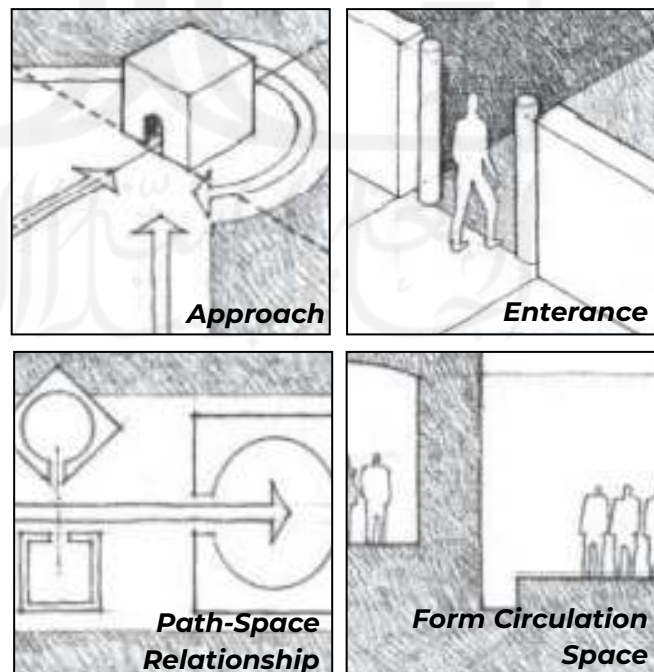 Approach
Enterance
Path-Space
Relationship
Form Circulation
Space